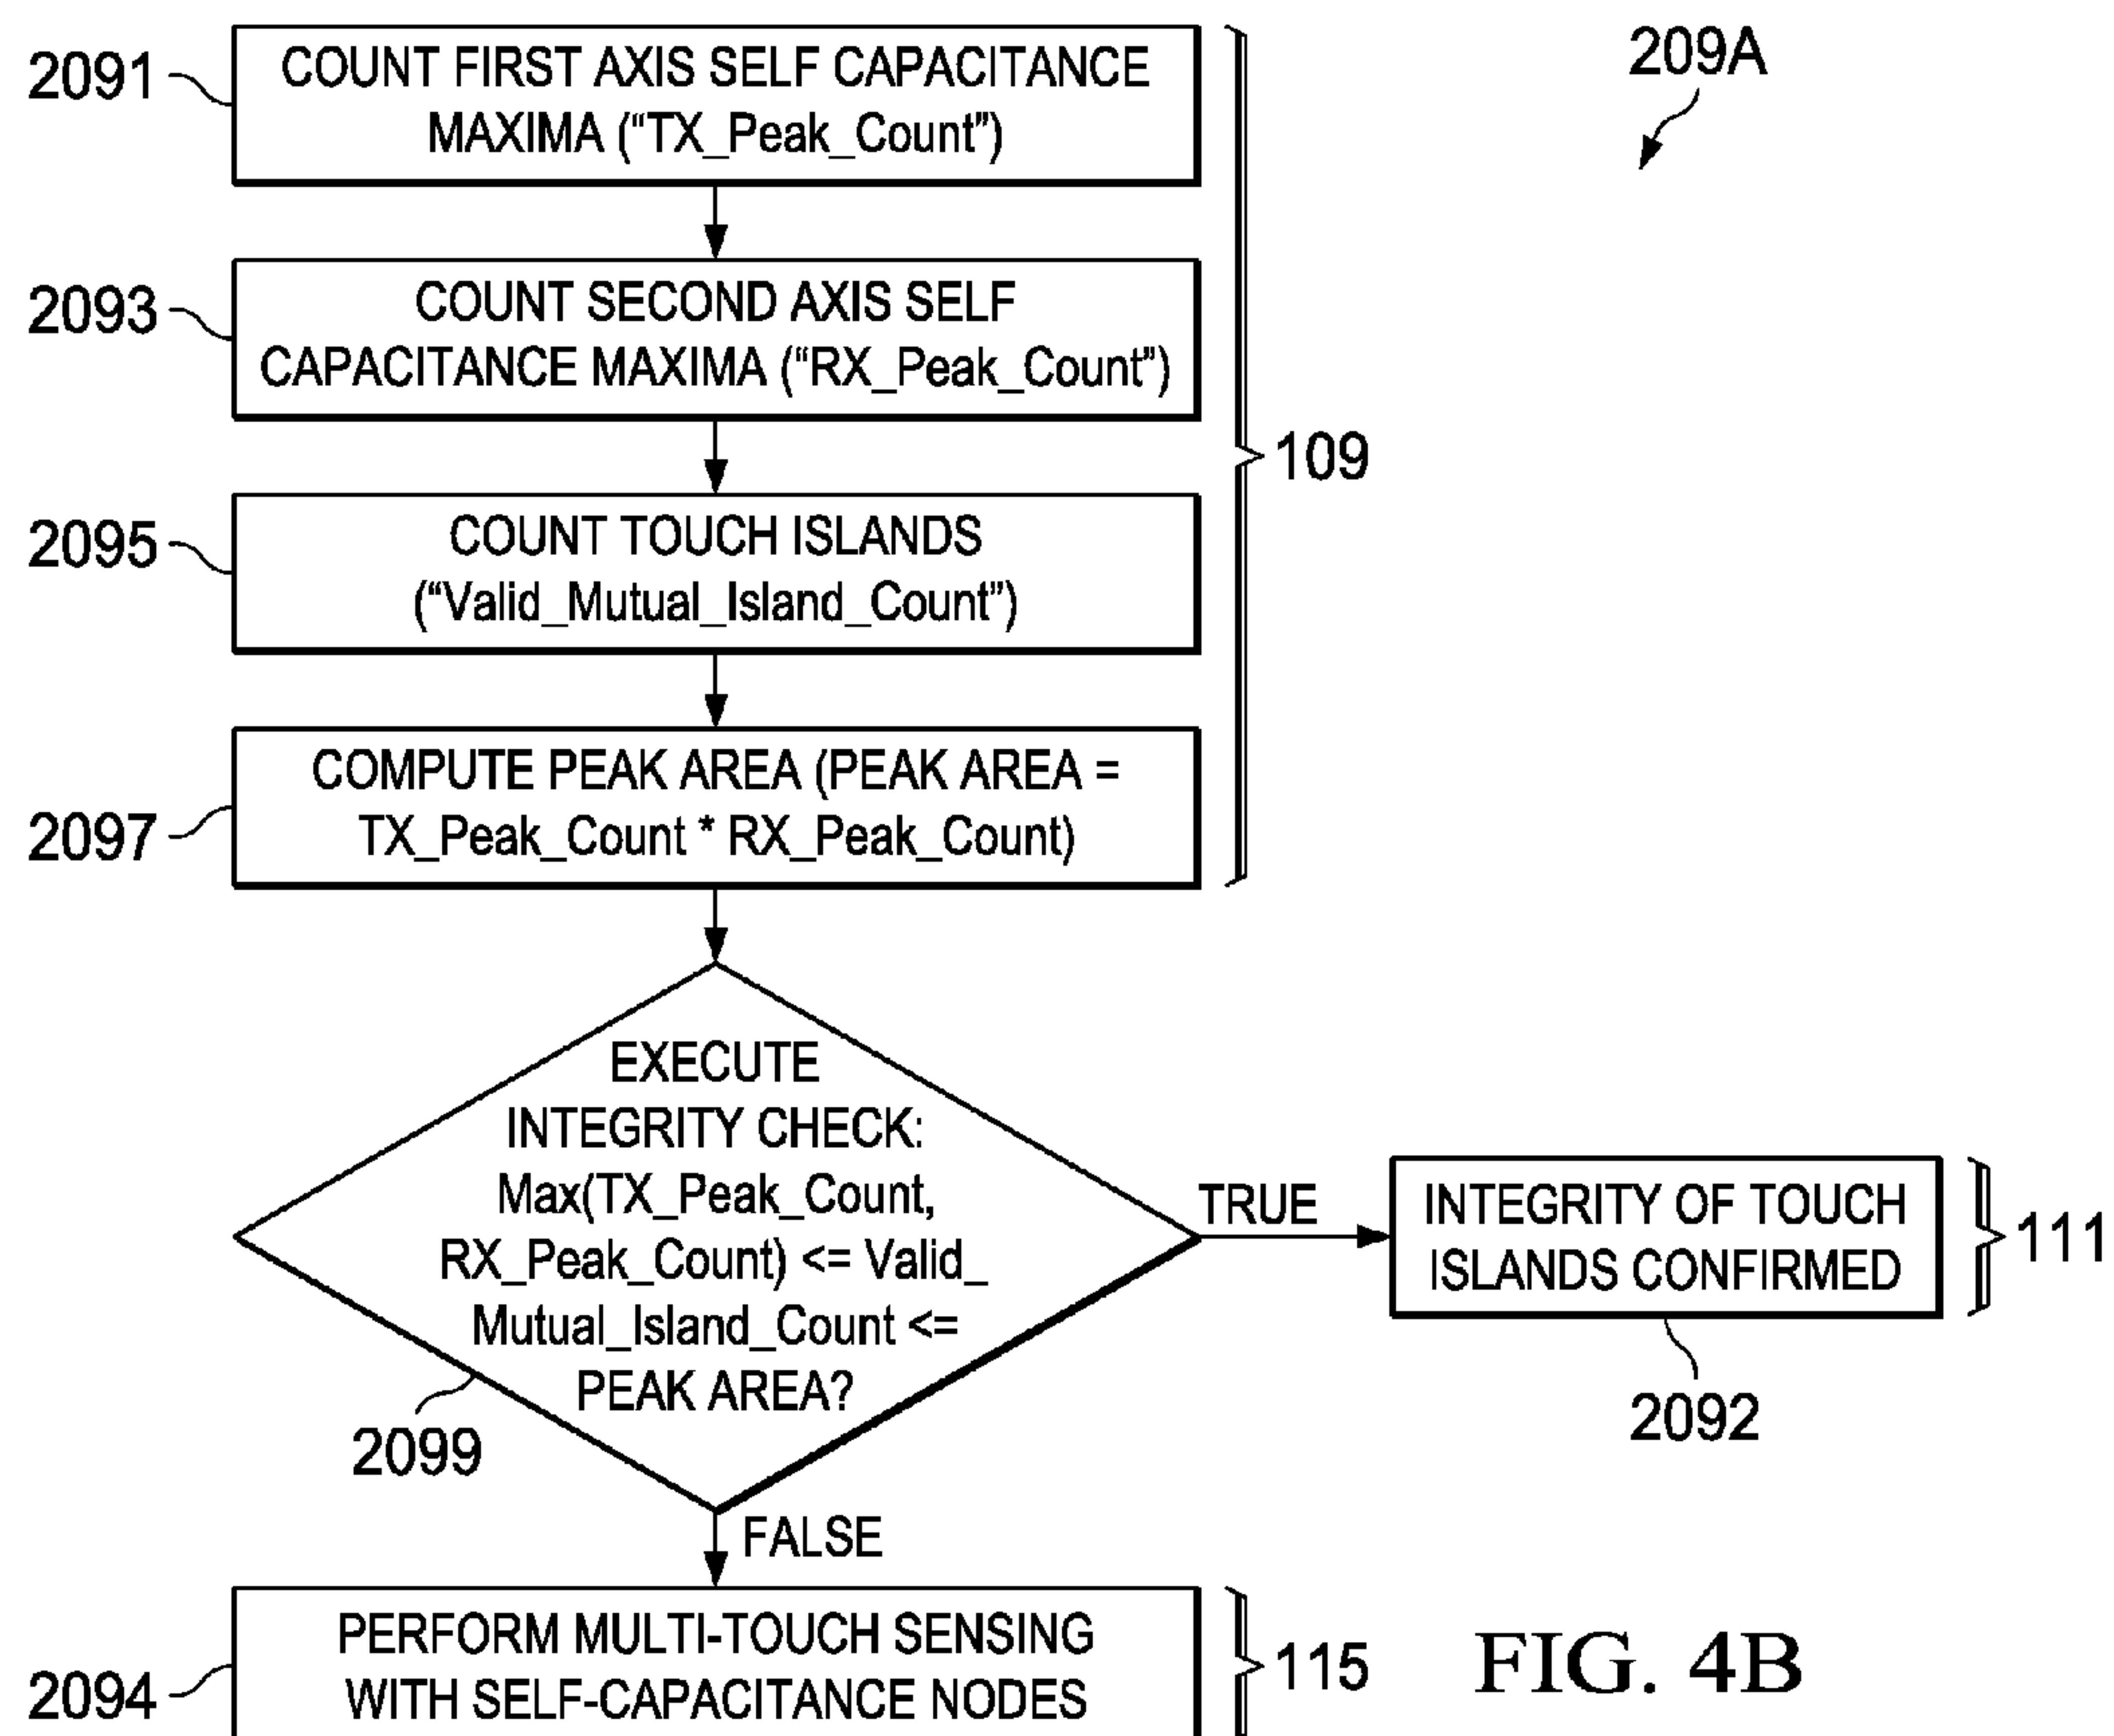 2091
COUNT FIRST AXIS SELF CAPACITANCE
MAXIMA (“TX_Peak_Count”)
209A
2093
COUNT SECOND AXIS SELF
CAPACITANCE MAXIMA (“RX_Peak_Count”)
109
2095
COUNT TOUCH ISLANDS
(“Valid_Mutual_Island_Count”)
2097
COMPUTE PEAK AREA (PEAK AREA =
TX_Peak_Count * RX_Peak_Count)
EXECUTE
INTEGRITY CHECK:
Max(TX_Peak_Count,
RX_Peak_Count) <= Valid_
Mutual_Island_Count <=
PEAK AREA?
2099
TRUE
INTEGRITY OF TOUCH
ISLANDS CONFIRMED
111
2092
FALSE
2094
PERFORM MULTI-TOUCH SENSING
WITH SELF-CAPACITANCE NODES
115
FIG. 4B